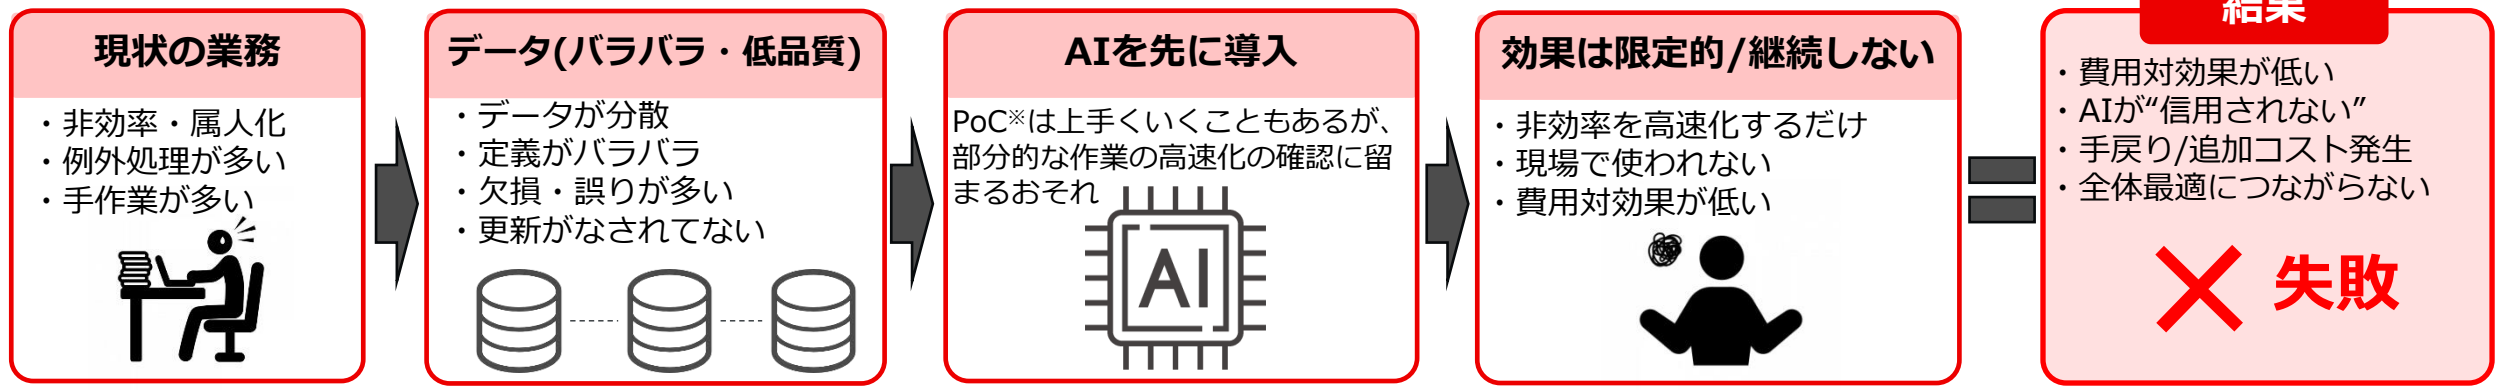 現状の業務
・非効率・属人化
・例外処理が多い
・手作業が多い
データ(バラバラ・低品質)
・データが分散
・定義がバラバラ
・欠損・誤りが多い
・更新がなされてない
AIを先に導入
PoC※は上手くいくこともあるが、
部分的な作業の高速化の確認に留
まるおそれ
AI
効果は限定的/継続しない
・非効率を高速化するだけ
・現場で使われない
・費用対効果が低い
結果
・費用対効果が低い
・AIが“信用されない”
・手戻り/追加コスト発生
・全体最適につながらない
失敗